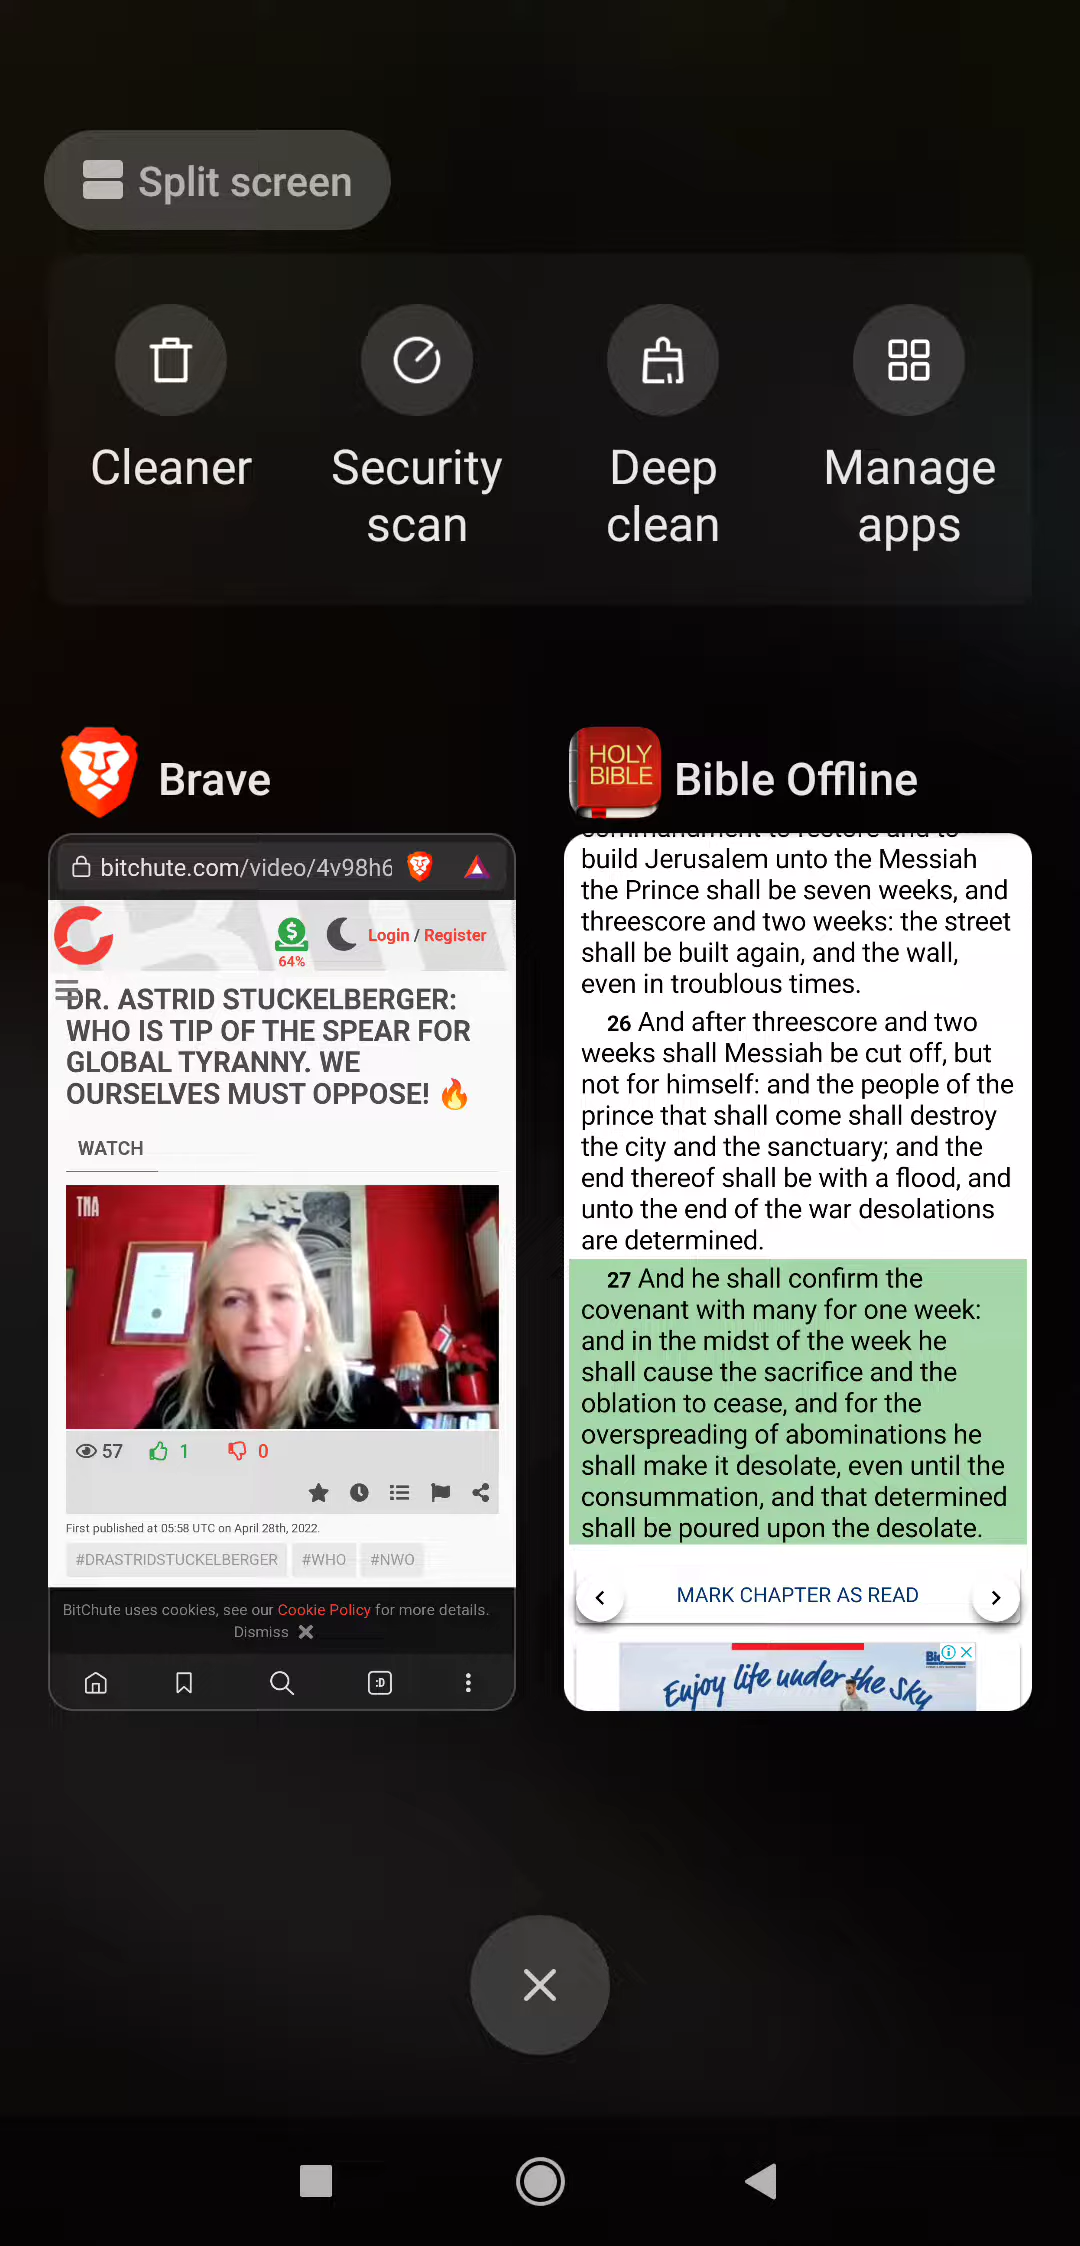 Split screen
Cleaner
Security
scan
Deep
clean
Manage
apps
Brave
bitchute.com/video/4v98h6
64%
Login / Register
DR. ASTRID STUCKELBERGER:
WHO IS TIP OF THE SPEAR FOR
GLOBAL TYRANNY. WE
OURSELVES MUST OPPOSE! 🔥
WATCH
TNA
57 1 0
First published at 05:58 UTC on April 28th, 2022.
#DRASTRIDSTUCKELBERGER #WHO #NWO
BitChute uses cookies, see our Cookie Policy for more details.
Dismiss
:D
HOLY
BIBLE
Bible Offline
commandment to restore and to
build Jerusalem unto the Messiah
the Prince shall be seven weeks, and
threescore and two weeks: the street
shall be built again, and the wall,
even in troublous times.
26 And after threescore and two
weeks shall Messiah be cut off, but
not for himself: and the people of the
prince that shall come shall destroy
the city and the sanctuary; and the
end thereof shall be with a flood, and
unto the end of the war desolations
are determined.
27 And he shall confirm the
covenant with many for one week:
and in the midst of the week he
shall cause the sacrifice and the
oblation to cease, and for the
overspreading of abominations he
shall make it desolate, even until the
consummation, and that determined
shall be poured upon the desolate.
MARK CHAPTER AS READ
Enjoy life under the sky